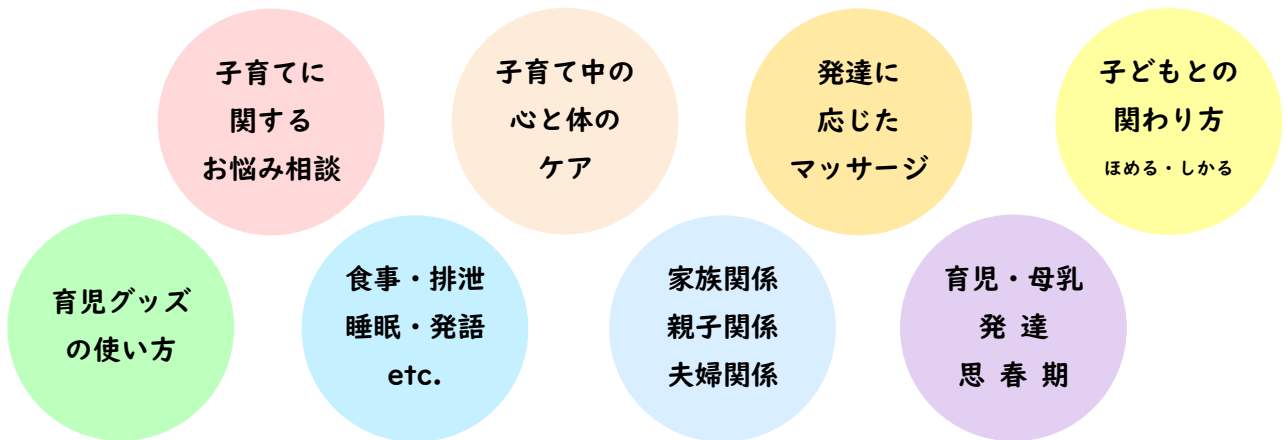 子育てに
関する
お悩み相談
子育て中の
心と体の
ケア
発達に
応じた
マッサージ
子どもとの
関わり方
ほめる・しかる
育児グッズ
の使い方
食事・排泄
睡眠・発語
etc.
家族関係
親子関係
夫婦関係
育児・母乳
発 達
思 春 期